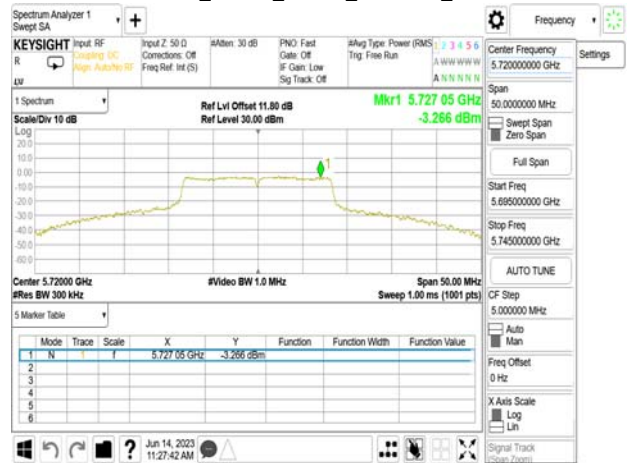 Spectrum Analyzer 1
Swept SA
Frequency
KEYSIGHT
R
Input: RF
Coupling: DC
Align: Auto/No RF
Input Z: 50 Ω
Corrections: Off
Freq Ref: Int (S)
#Atten: 30 dB
PNO: Fast
Gate: Off
IF Gain: Low
Sig Track: Off
#Avg Type: Power (RMS
Trig: Free Run
1 2 3 4 5 6
A W W W W W
A N N N N N
Center Frequency
5.720000000 GHz
Settings
Span
50.0000000 MHz
Swept Span
Zero Span
Full Span
Start Freq
5.695000000 GHz
Stop Freq
5.745000000 GHz
AUTO TUNE
CF Step
5.000000 MHz
Auto
Man
Freq Offset
0 Hz
X Axis Scale
Log
Lin
Signal Track
(Span Zoom)
1 Spectrum
Scale/Div 10 dB
Ref Lvl Offset 11.80 dB
Ref Level 30.00 dBm
Mkr1 5.727 05 GHz
-3.266 dBm
Log
20.0
10.0
0.00
-10.0
-20.0
-30.0
-40.0
-50.0
-60.0
1
Center 5.72000 GHz
#Res BW 300 kHz
#Video BW 1.0 MHz
Span 50.00 MHz
Sweep 1.00 ms (1001 pts)
5 Marker Table
Mode Trace Scale X Y Function Function Width Function Value
1 N 1 f 5.727 05 GHz -3.266 dBm
2
3
4
5
6
?
Jun 14, 2023
11:27:42 AM